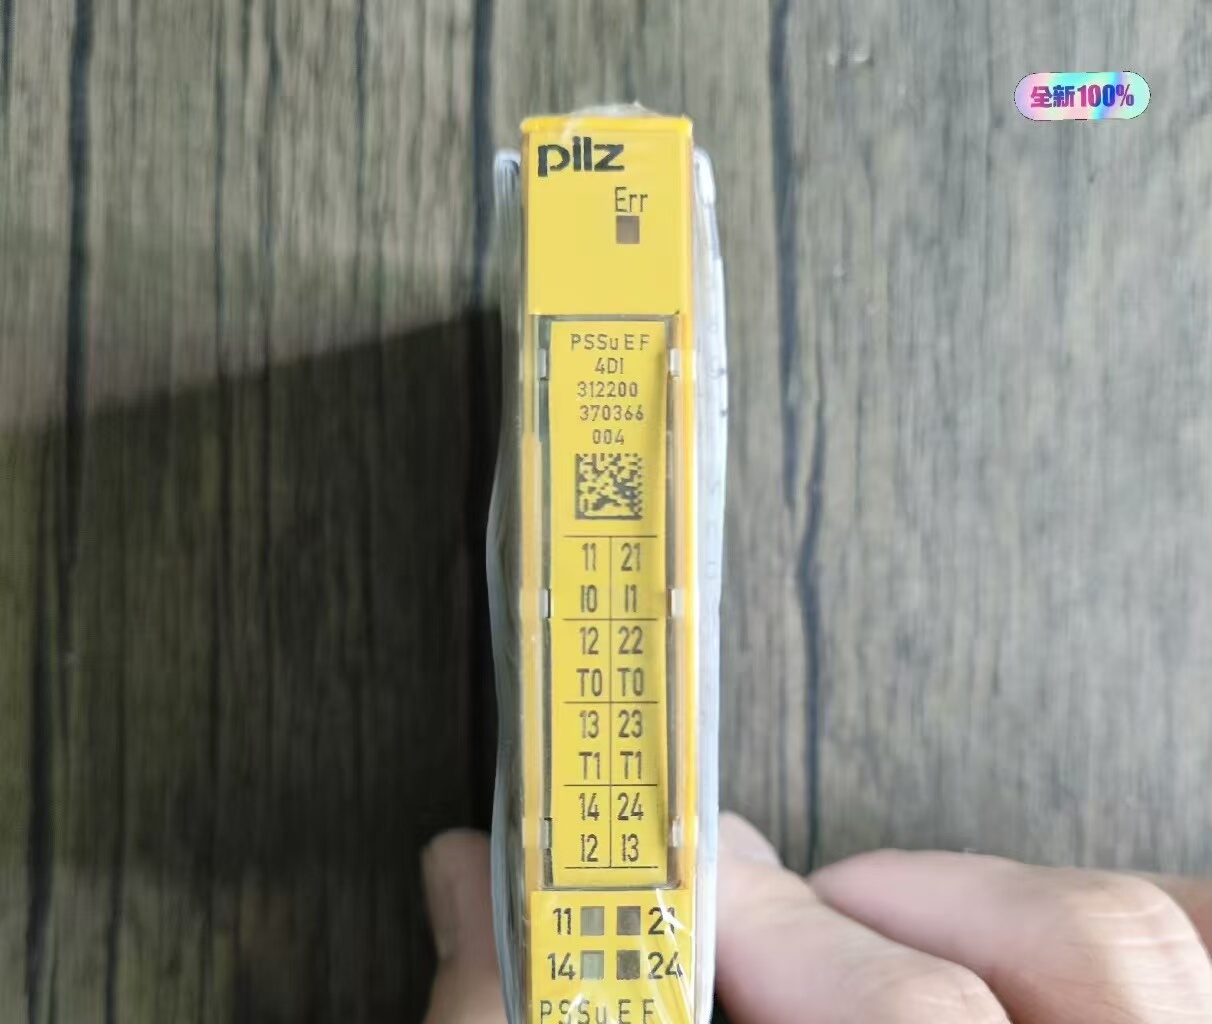 全新100%
pilz
Err
PSSu E F
4DI
312200
370366
004
11 21
I0 I1
12 22
T0 T0
13 23
T1 T1
14 24
I2 I3
11 21
14 24
PSSu E F